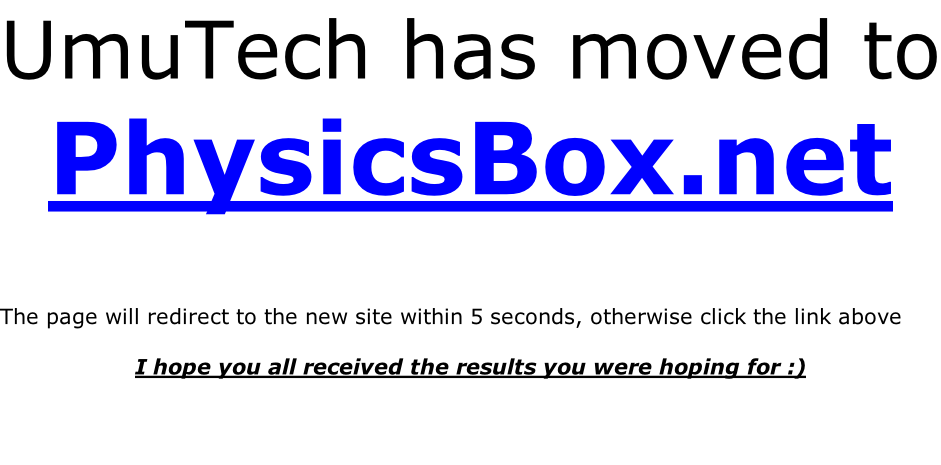 UmuTech has moved to
PhysicsBox.net
The page will redirect to the new site within 5 seconds, otherwise click the link above
I hope you all received the results you were hoping for :)